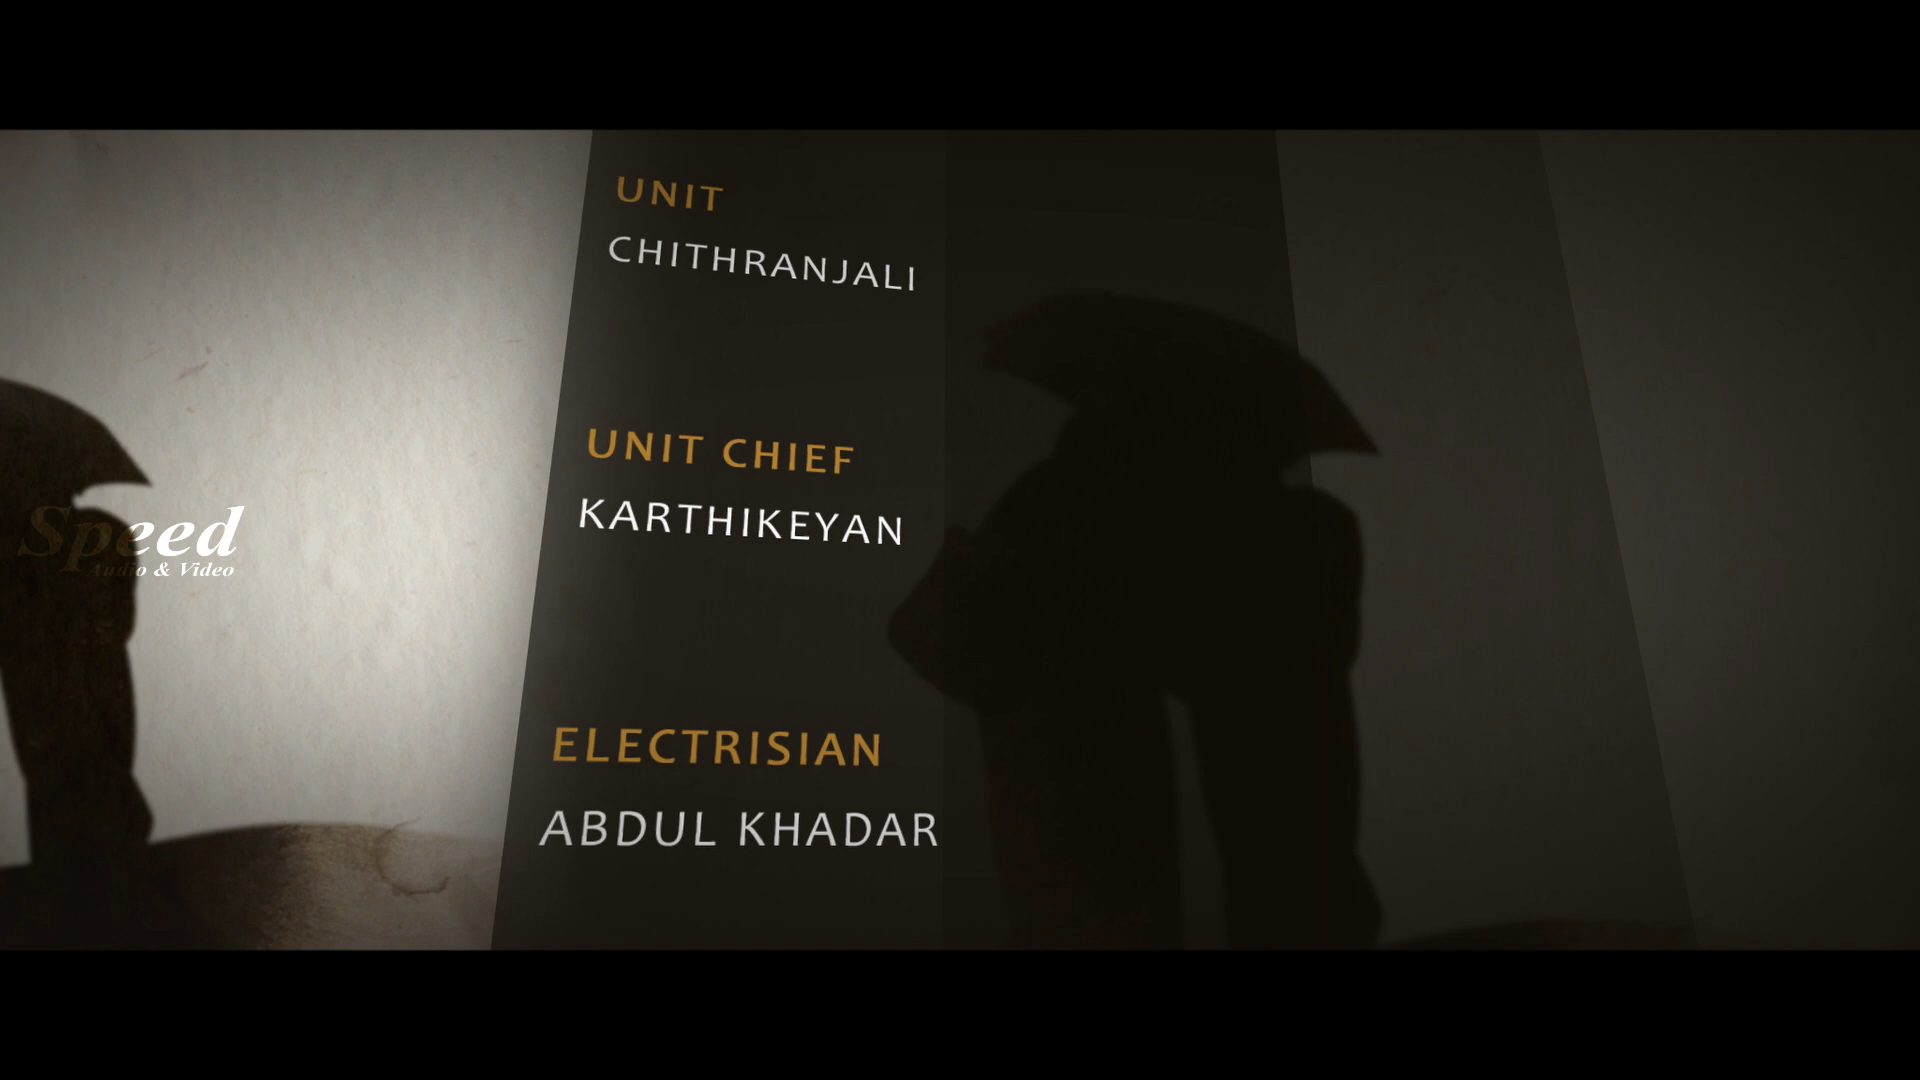 UNIT
CHITHRANJALI
UNIT CHIEF
KARTHIKEYAN
ELECTRISIAN
ABDUL KHADAR
Speed
Audio & Video